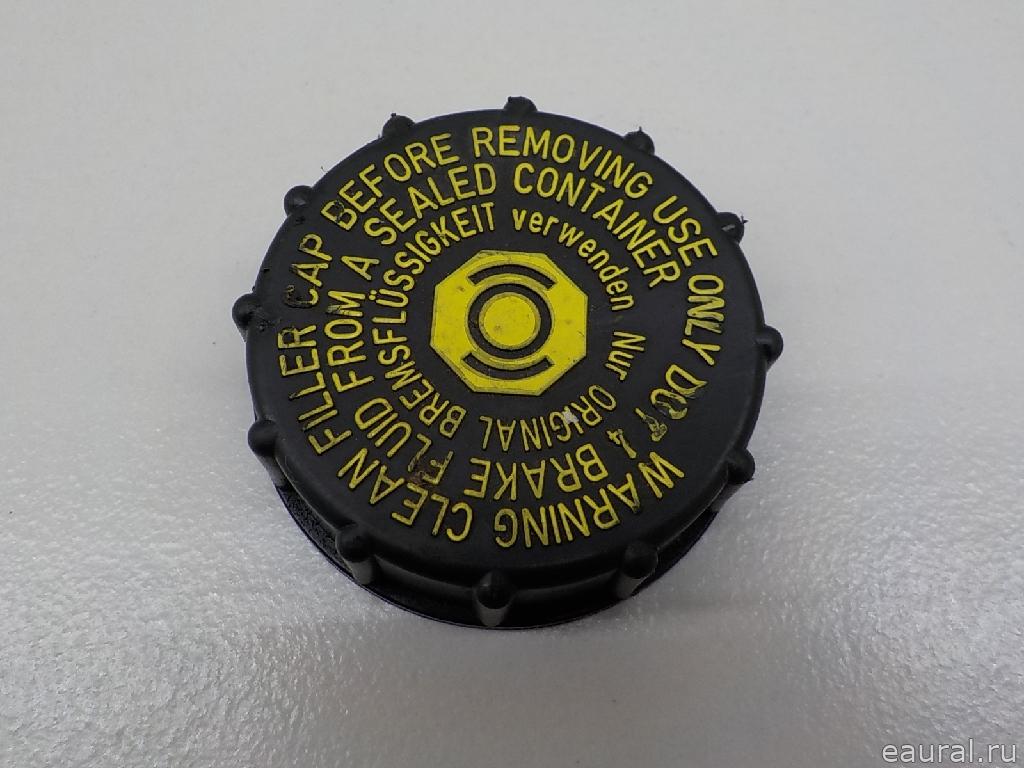 WARNING CLEAN FILLER CAP BEFORE REMOVING USE ONLY DOT 4
BRAKE FLUID FROM A SEALED CONTAINER
Nur ORIGINAL BREMSFLÜSSIGKEIT verwenden
eaural.ru